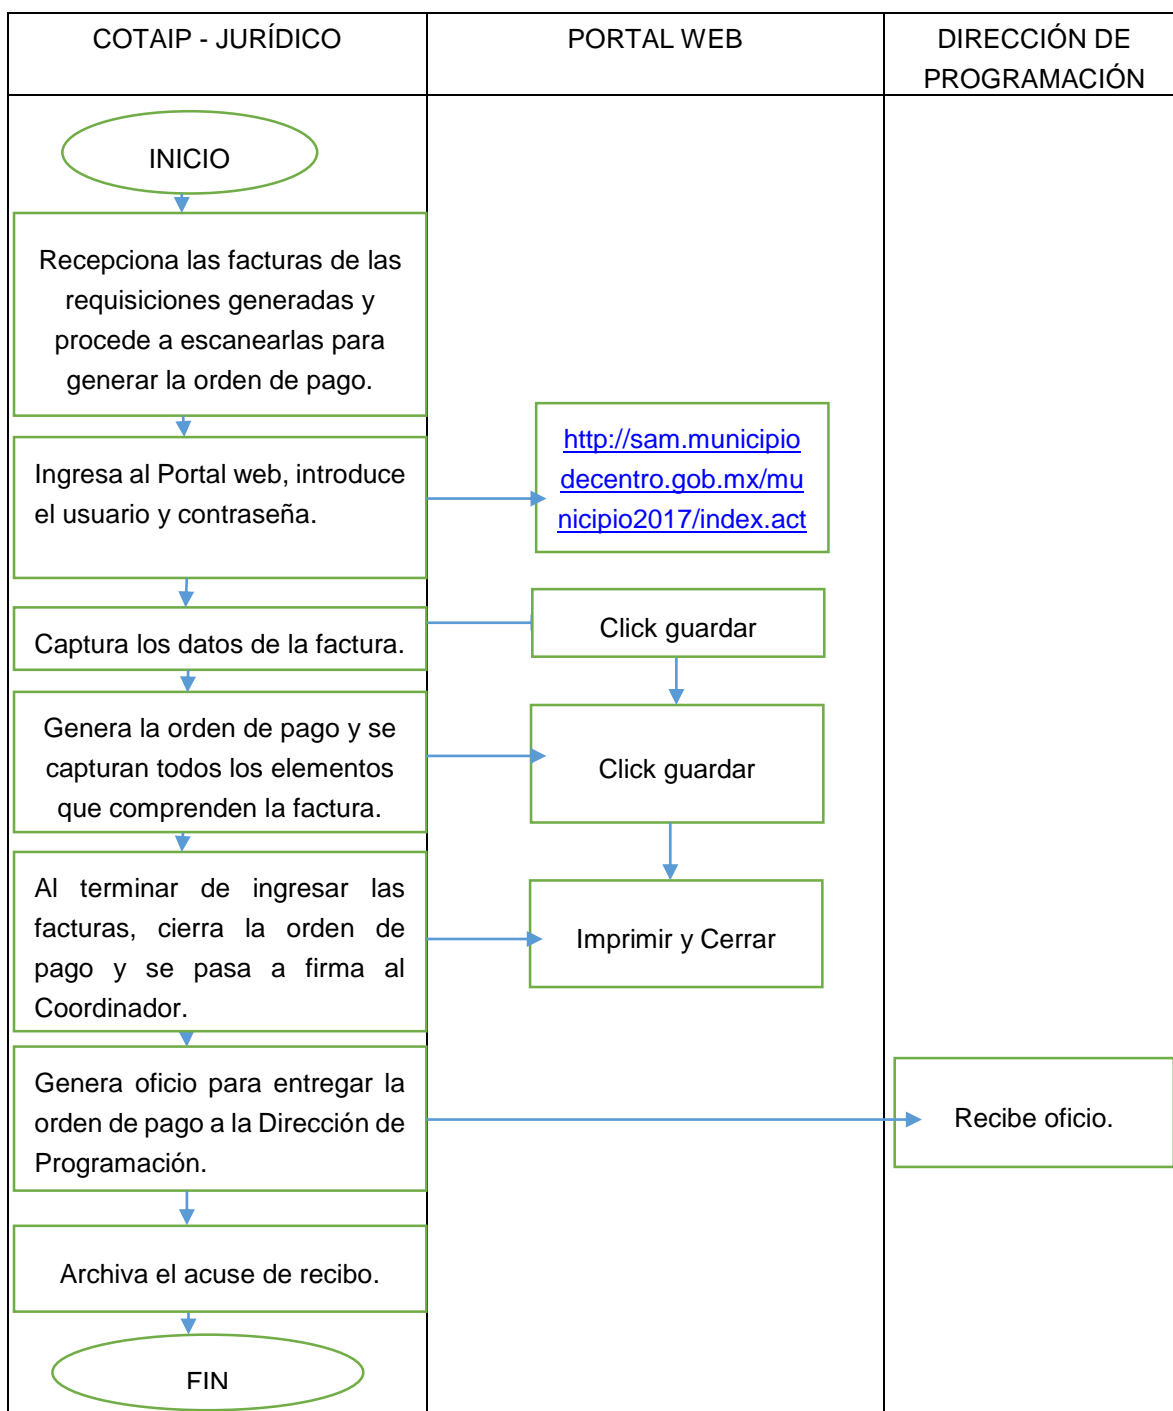 COTAIP - JURÍDICO
PORTAL WEB
DIRECCIÓN DE
PROGRAMACIÓN
INICIO
Recepciona las facturas de las
requisiciones generadas y
procede a escanearlas para
generar la orden de pago.
Ingresa al Portal web, introduce
el usuario y contraseña.
http://sam.municipio
decentro.gob.mx/mu
nicipio2017/index.act
Captura los datos de la factura.
Click guardar
Genera la orden de pago y se
capturan todos los elementos
que comprenden la factura.
Click guardar
Al terminar de ingresar las
facturas, cierra la orden de
pago y se pasa a firma al
Coordinador.
Imprimir y Cerrar
Genera oficio para entregar la
orden de pago a la Dirección de
Programación.
Recibe oficio.
Archiva el acuse de recibo.
FIN